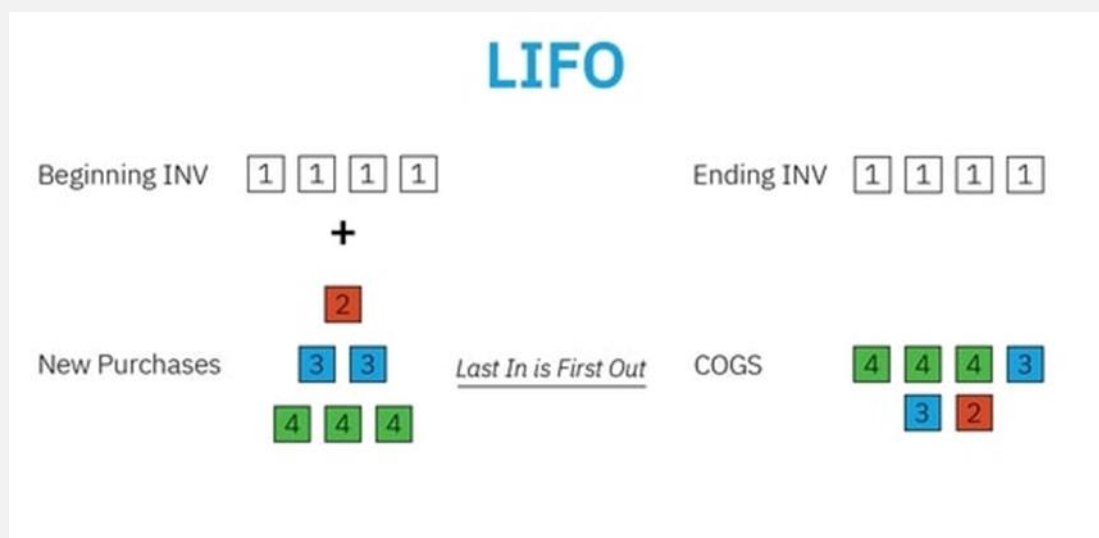 LIFO
Beginning INV 1 1 1 1
Ending INV 1 1 1 1
+
2
New Purchases 3 3
4 4 4
Last In is First Out
COGS 4 4 4 3
3 2